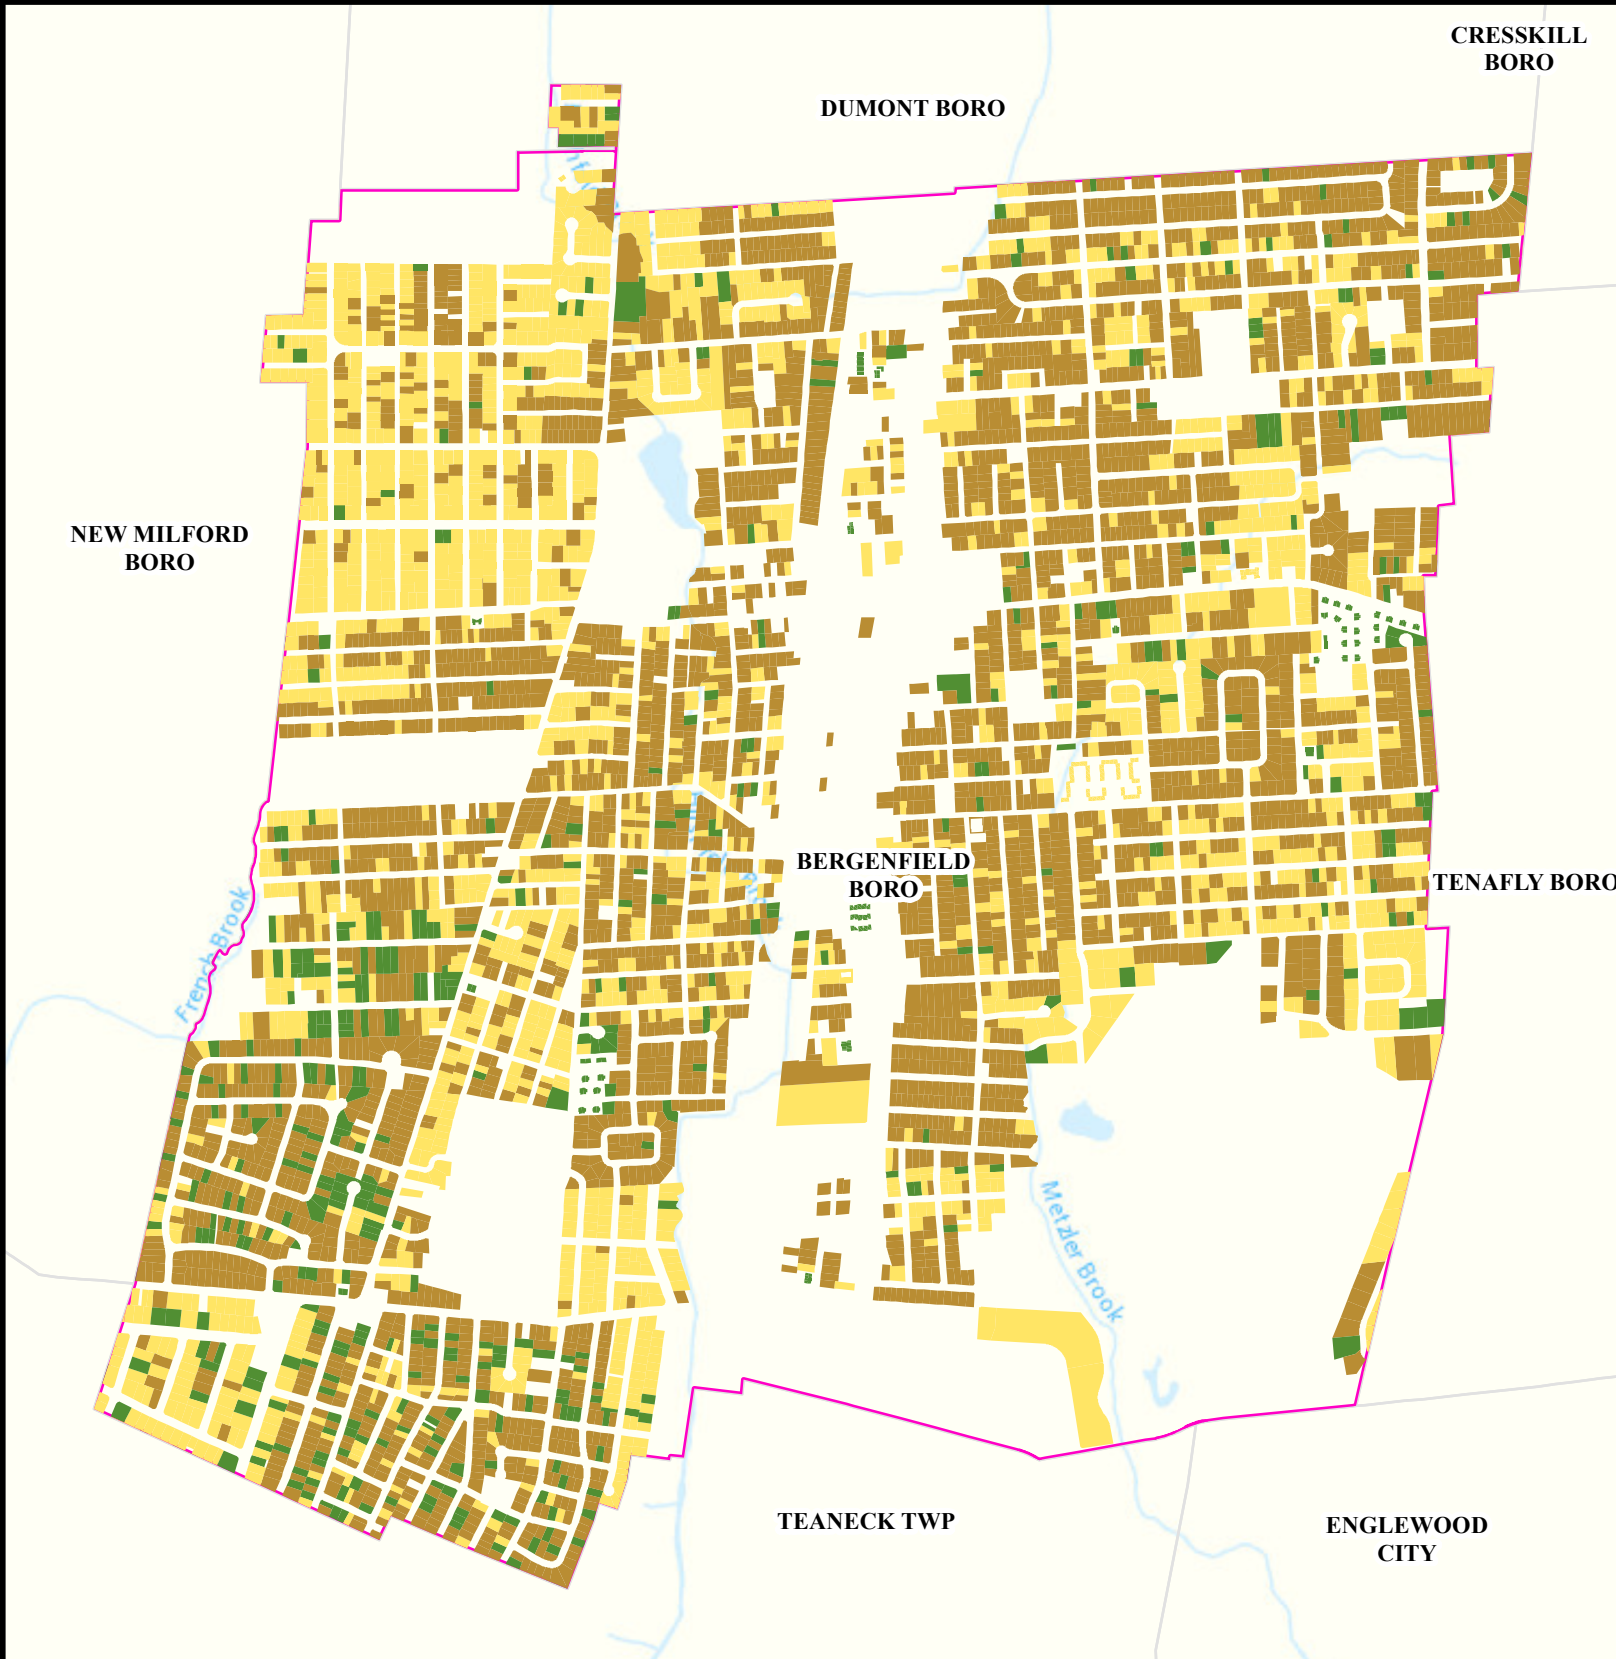 CRESSKILL
BORO
DUMONT BORO
NEW MILFORD
BORO
BERGENFIELD
BORO
TENAFLY BORO
French Brook
Metzler Brook
TEANECK TWP
ENGLEWOOD
CITY